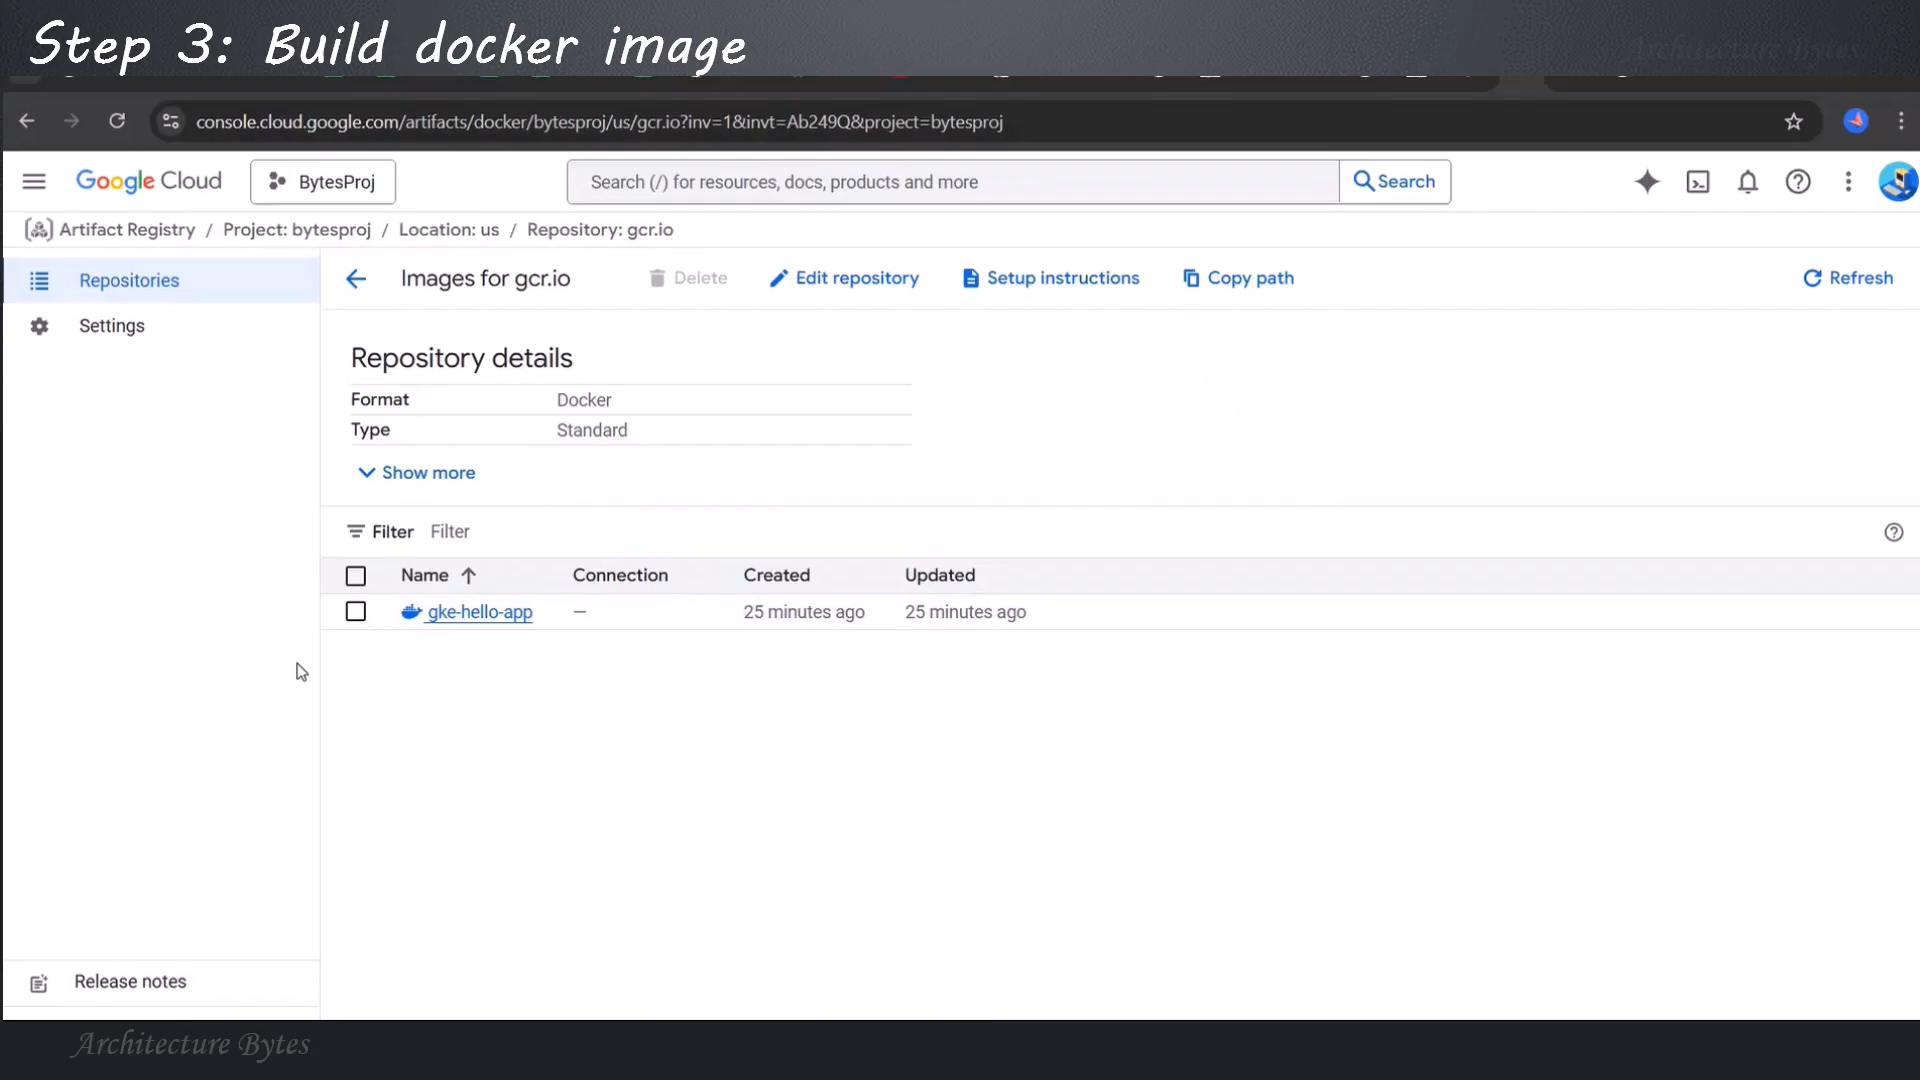 Step 3: Build docker image
Architecture Bytes
console.cloud.google.com/artifacts/docker/bytesproj/us/gcr.io?inv=1&invt=Ab249Q&project=bytesproj
Google Cloud BytesProj Search (/) for resources, docs, products and more Search
Artifact Registry / Project: bytesproj / Location: us / Repository: gcr.io
Repositories
Settings
Images for gcr.io Delete Edit repository Setup instructions Copy path Refresh
Repository details
Format Docker
Type Standard
Show more
Filter Filter
Name Connection Created Updated
gke-hello-app — 25 minutes ago 25 minutes ago
Release notes
Architecture Bytes